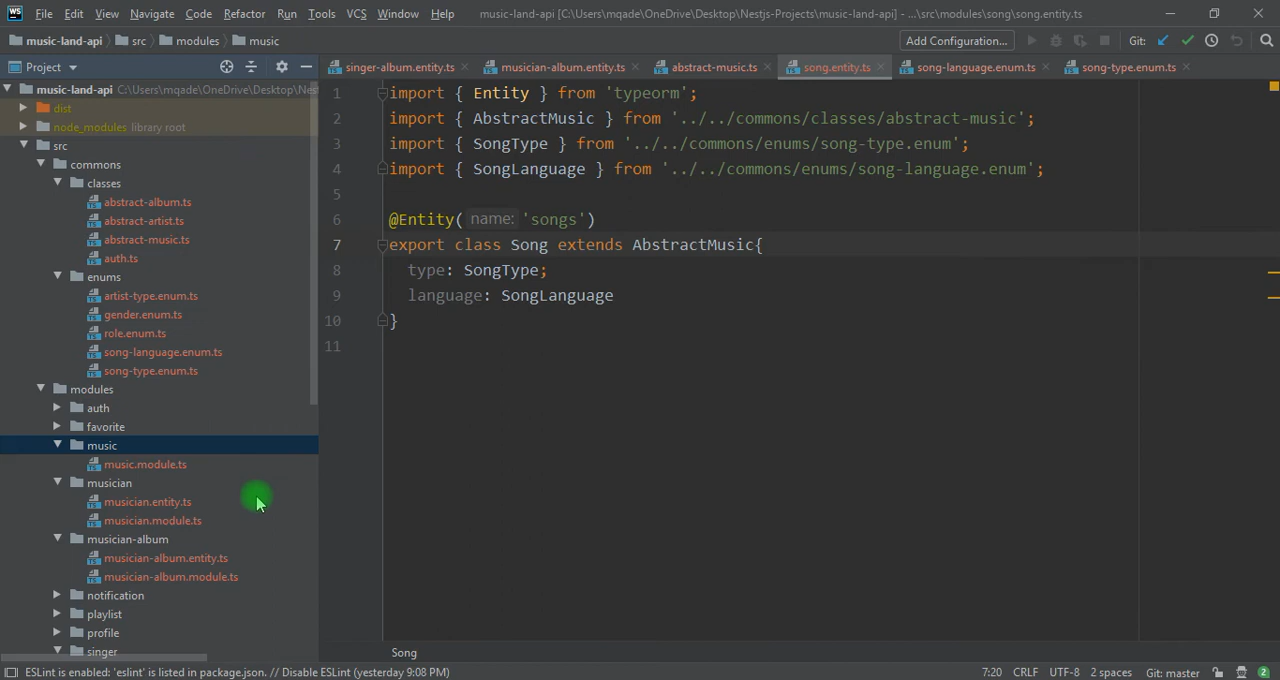 WS File Edit View Navigate Code Refactor Run Tools VCS Window Help music-land-api [C:\Users\mqade\OneDrive\Desktop\Nestjs-Projects\music-land-api] - ...\src\modules\song\song.entity.ts
music-land-api src modules music Add Configuration... Git:
Project singer-album.entity.ts musician-album.entity.ts abstract-music.ts song.entity.ts song-language.enum.ts song-type.enum.ts
music-land-api C:\Users\mqade\OneDrive\Desktop\Nest
dist
node_modules library root
src
commons
classes
abstract-album.ts
abstract-artist.ts
abstract-music.ts
auth.ts
enums
artist-type.enum.ts
gender.enum.ts
role.enum.ts
song-language.enum.ts
song-type.enum.ts
modules
auth
favorite
music
music.module.ts
musician
musician.entity.ts
musician.module.ts
musician-album
musician-album.entity.ts
musician-album.module.ts
notification
playlist
profile
singer
1 import { Entity } from 'typeorm';
2 import { AbstractMusic } from '../../commons/classes/abstract-music';
3 import { SongType } from '../../commons/enums/song-type.enum';
4 import { SongLanguage } from '../../commons/enums/song-language.enum';
5
6 @Entity( name: 'songs')
7 export class Song extends AbstractMusic{
8 type: SongType;
9 language: SongLanguage
10 }
11
Song
ESLint is enabled: 'eslint' is listed in package.json. // Disable ESLint (yesterday 9:08 PM) 7:20 CRLF UTF-8 2 spaces Git: master 2